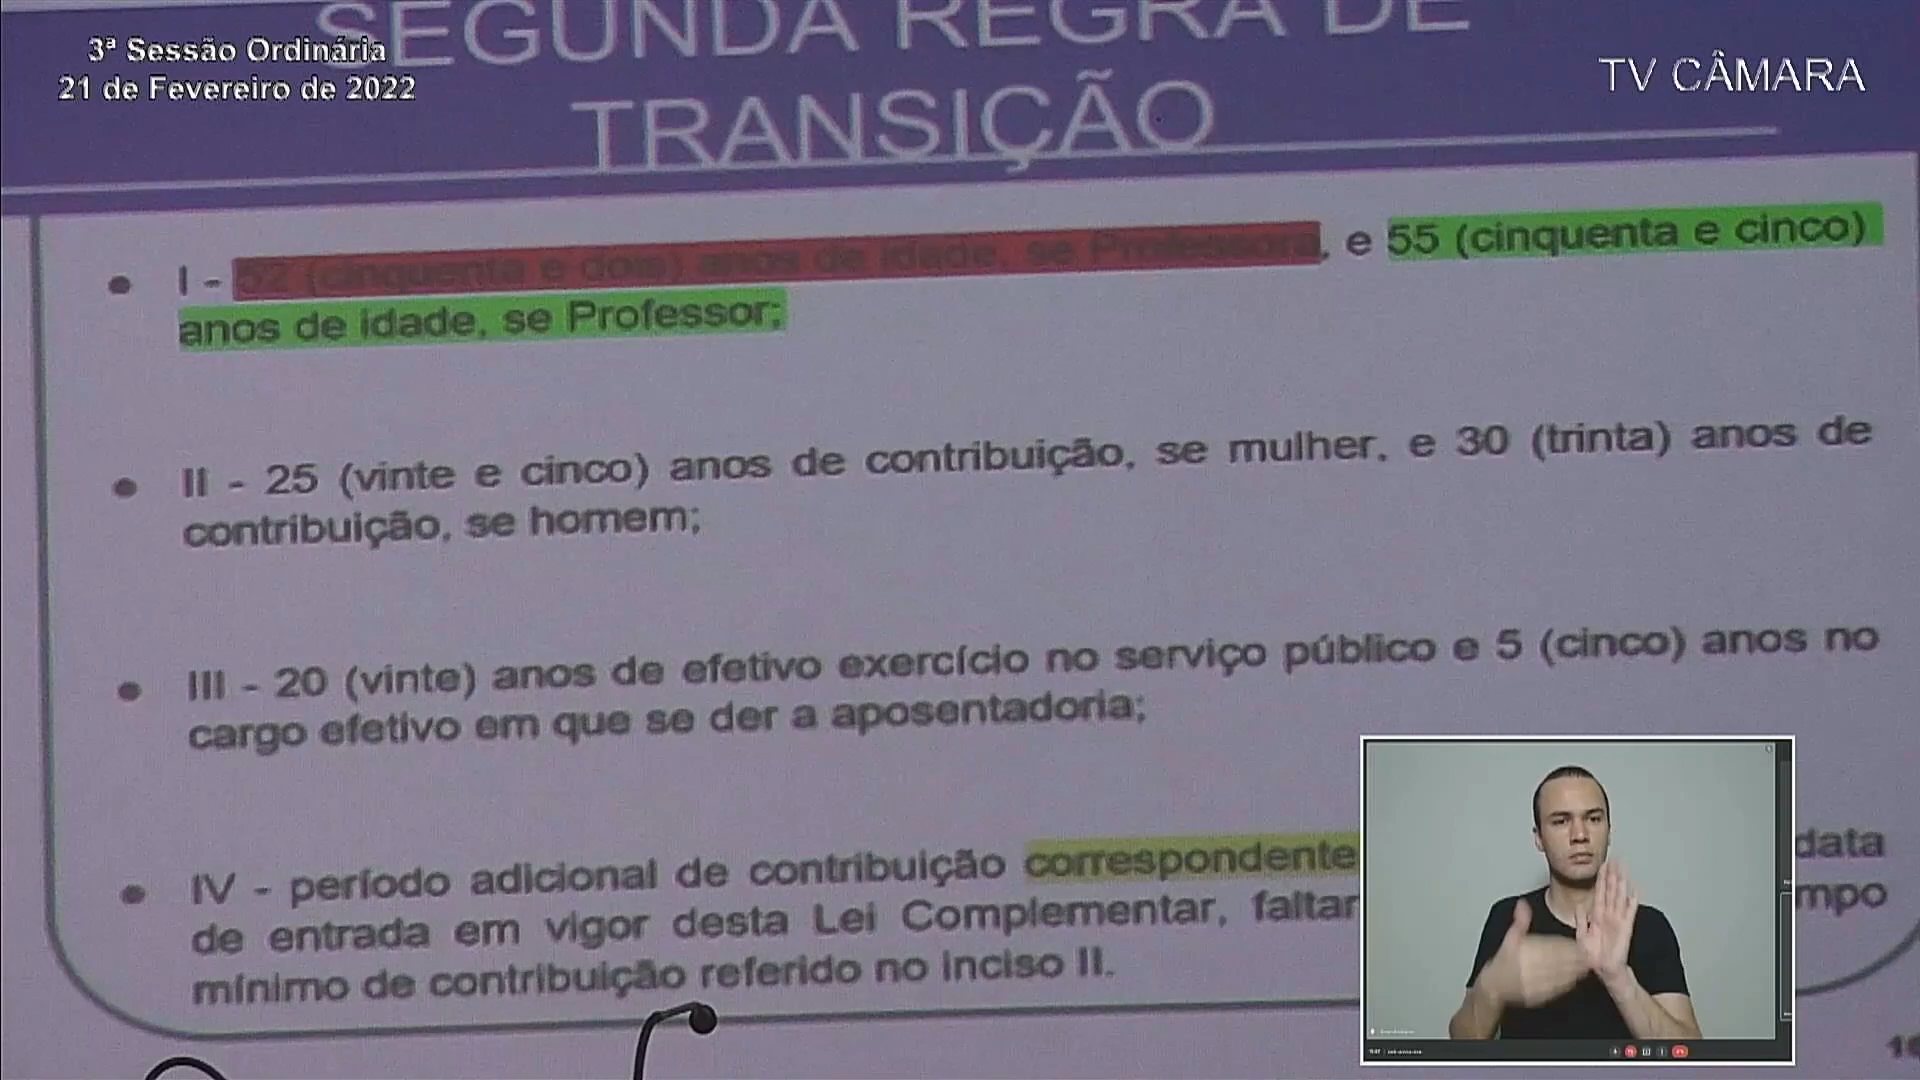 3ª Sessão Ordinária
21 de Fevereiro de 2022
TV CÂMARA
SEGUNDA REGRA DE
TRANSIÇÃO
I - 52 (cinquenta e dois) anos de idade, se Professora, e 55 (cinquenta e cinco)
anos de idade, se Professor;
II - 25 (vinte e cinco) anos de contribuição, se mulher, e 30 (trinta) anos de
contribuição, se homem;
III - 20 (vinte) anos de efetivo exercício no serviço público e 5 (cinco) anos no
cargo efetivo em que se der a aposentadoria;
IV - período adicional de contribuição correspondente data
de entrada em vigor desta Lei Complementar, faltar mpo
mínimo de contribuição referido no inciso II.